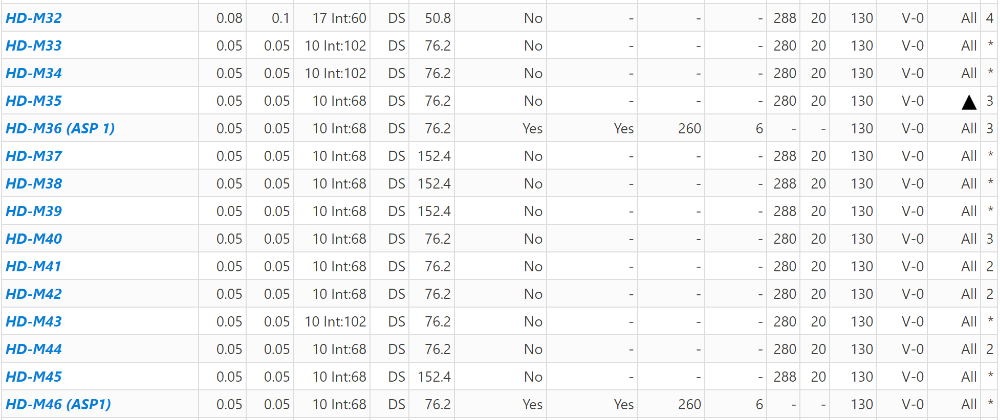 HD-M32 0.08 0.1 17 Int:60 DS 50.8 No - - - 288 20 130 V-0 All 4
HD-M33 0.05 0.05 10 Int:102 DS 76.2 No - - - 280 20 130 V-0 All *
HD-M34 0.05 0.05 10 Int:102 DS 76.2 No - - - 280 20 130 V-0 All *
HD-M35 0.05 0.05 10 Int:68 DS 76.2 No - - - 280 20 130 V-0 ▲ 3
HD-M36 (ASP 1) 0.05 0.05 10 Int:68 DS 76.2 Yes Yes 260 6 - - 130 V-0 All 3
HD-M37 0.05 0.05 10 Int:68 DS 152.4 No - - - 288 20 130 V-0 All *
HD-M38 0.05 0.05 10 Int:68 DS 152.4 No - - - 288 20 130 V-0 All *
HD-M39 0.05 0.05 10 Int:68 DS 152.4 No - - - 288 20 130 V-0 All *
HD-M40 0.05 0.05 10 Int:68 DS 76.2 No - - - 280 20 130 V-0 All 3
HD-M41 0.05 0.05 10 Int:68 DS 76.2 No - - - 280 20 130 V-0 All 2
HD-M42 0.05 0.05 10 Int:68 DS 76.2 No - - - 280 20 130 V-0 All 2
HD-M43 0.05 0.05 10 Int:102 DS 76.2 No - - - 280 20 130 V-0 All *
HD-M44 0.05 0.05 10 Int:68 DS 76.2 No - - - 280 20 130 V-0 All 2
HD-M45 0.05 0.05 10 Int:68 DS 152.4 No - - - 288 20 130 V-0 All *
HD-M46 (ASP1) 0.05 0.05 10 Int:68 DS 76.2 Yes Yes 260 6 - - 130 V-0 All *